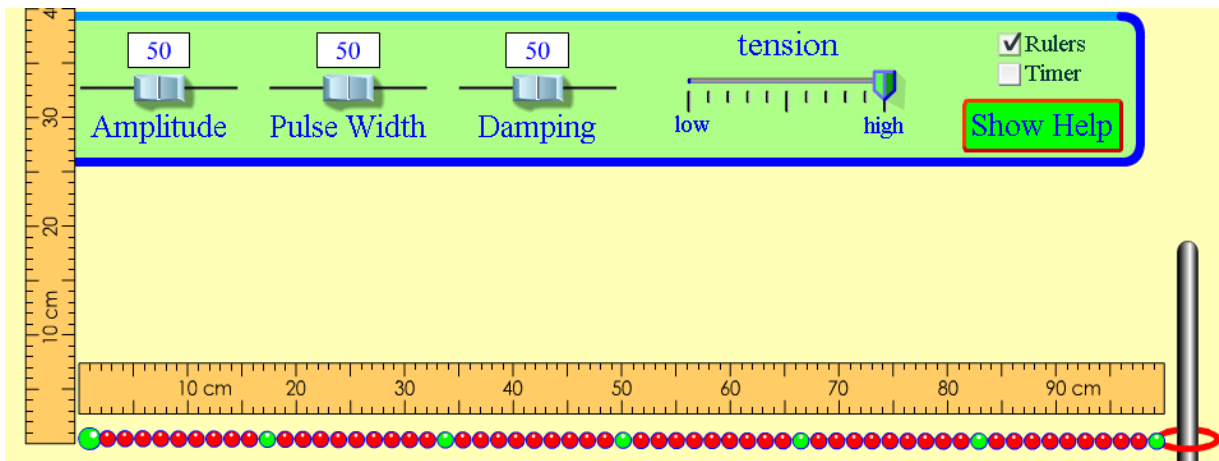 50
50
50
tension
Rulers
Timer
Amplitude
Pulse Width
Damping
low
high
Show Help
30
20
10 cm
10 cm
20
30
40
50
60
70
80
90 cm